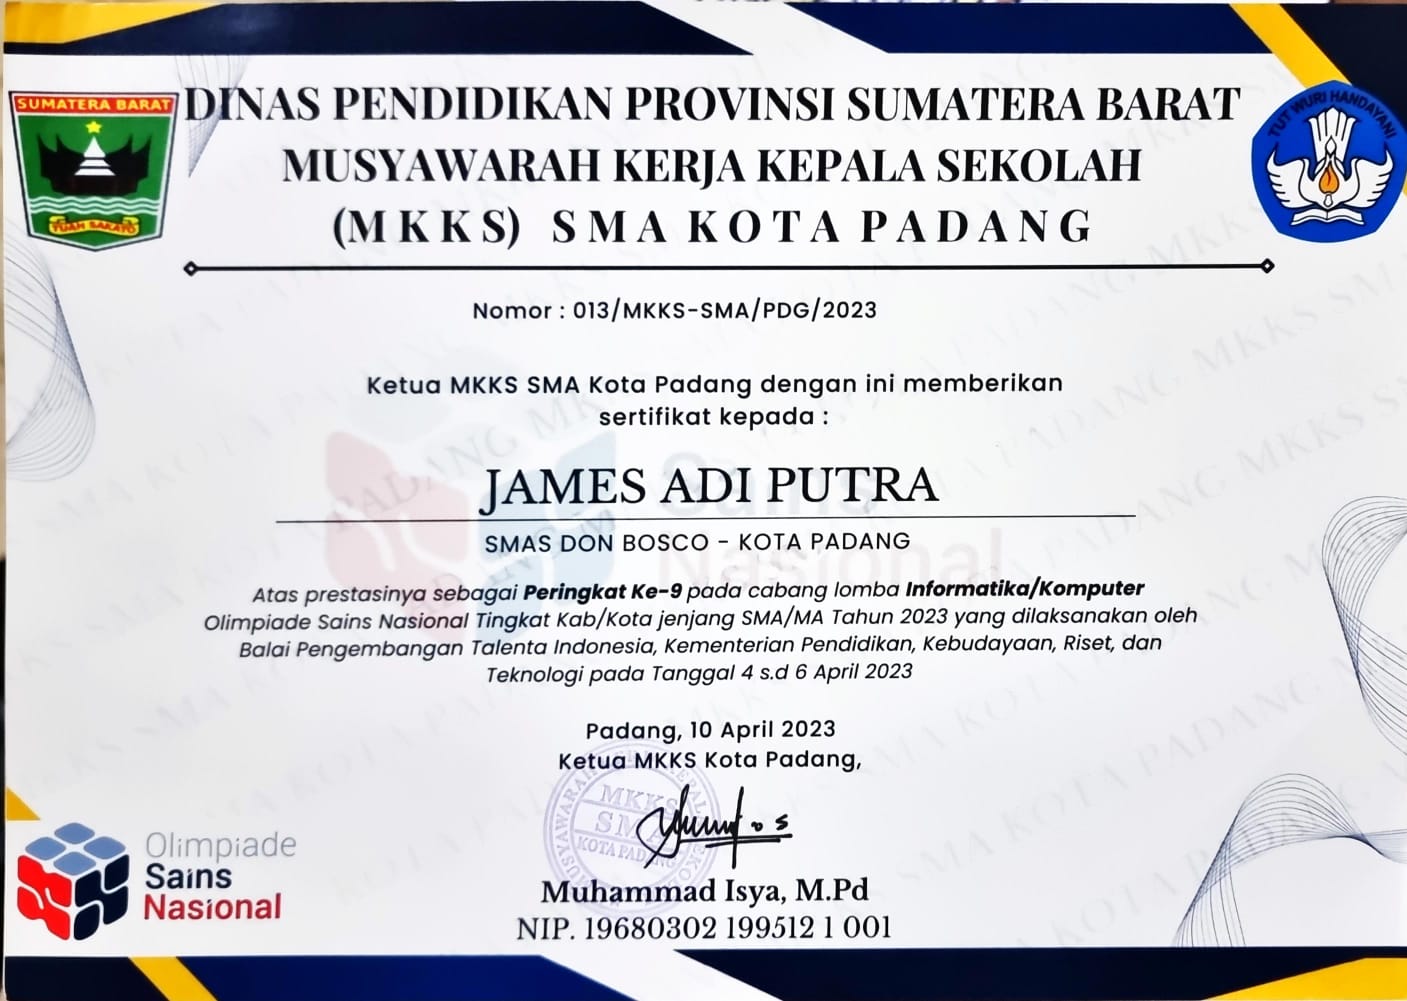 SUMATERA BARAT
TUAH SAKATO
TUT WURI HANDAYANI
DINAS PENDIDIKAN PROVINSI SUMATERA BARAT
MUSYAWARAH KERJA KEPALA SEKOLAH
(MKKS) SMA KOTA PADANG
Nomor : 013/MKKS-SMA/PDG/2023
Ketua MKKS SMA Kota Padang dengan ini memberikan
sertifikat kepada :
JAMES ADI PUTRA
SMAS DON BOSCO - KOTA PADANG
Atas prestasinya sebagai Peringkat Ke-9 pada cabang lomba Informatika/Komputer
Olimpiade Sains Nasional Tingkat Kab/Kota jenjang SMA/MA Tahun 2023 yang dilaksanakan oleh
Balai Pengembangan Talenta Indonesia, Kementerian Pendidikan, Kebudayaan, Riset, dan
Teknologi pada Tanggal 4 s.d 6 April 2023
Padang, 10 April 2023
Ketua MKKS Kota Padang,
MKKS
SMA
KOTA PADANG
Muhammad Isya, M.Pd
NIP. 19680302 199512 1 001
Olimpiade
Sains
Nasional